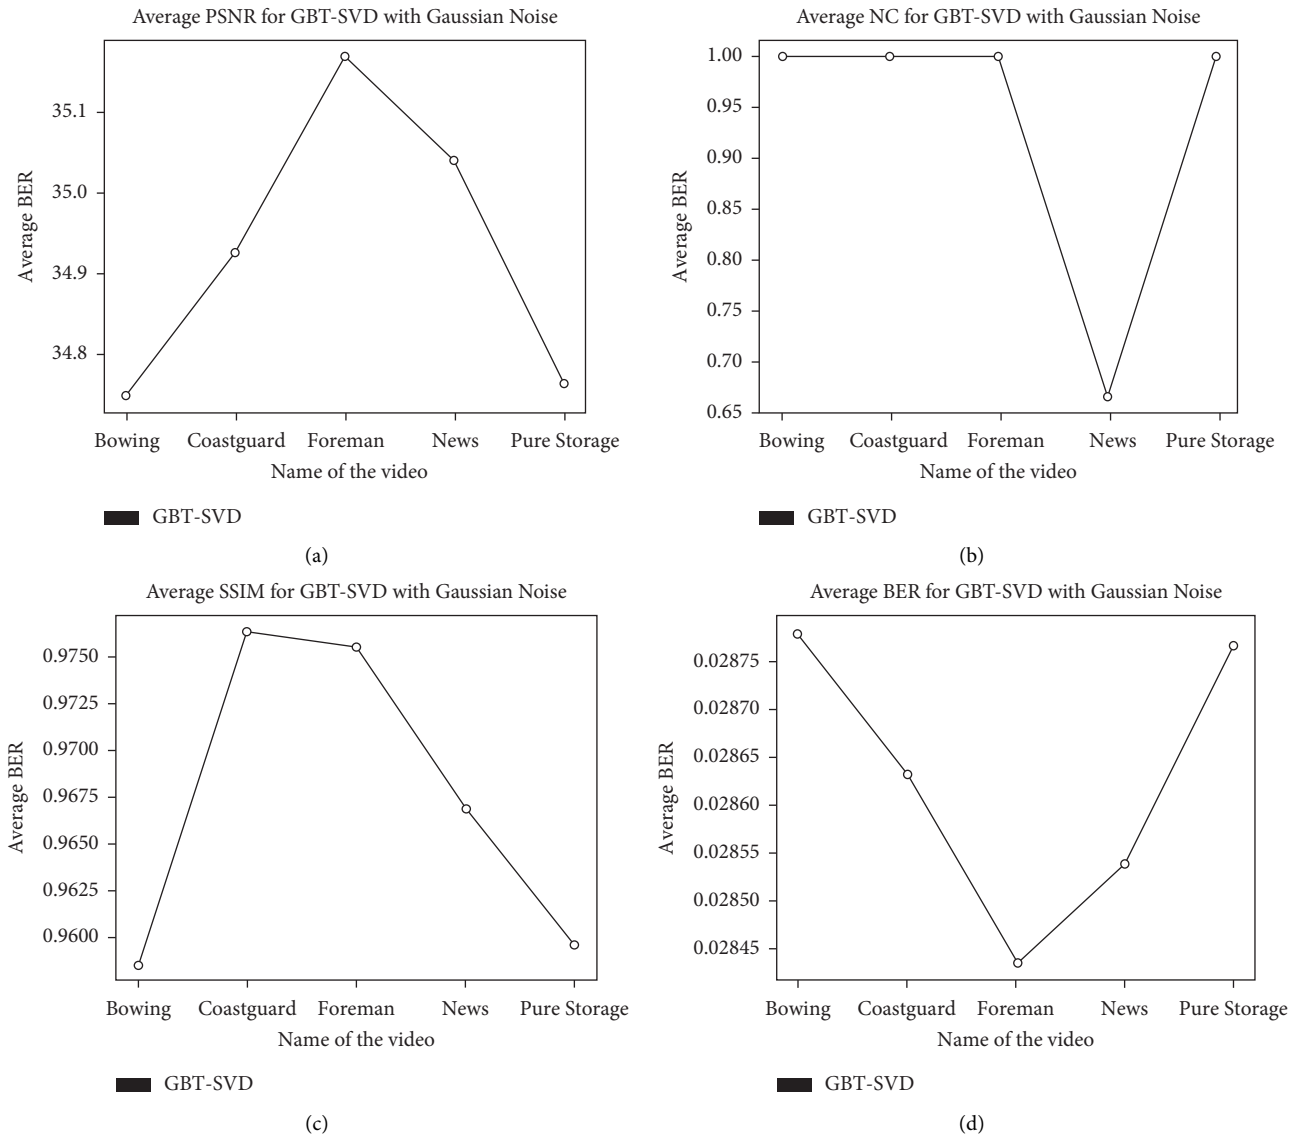 Average PSNR for GBT-SVD with Gaussian Noise
Average BER
35.1
35.0
34.9
34.8
Bowing Coastguard Foreman News Pure Storage
Name of the video
GBT-SVD
(a)
Average NC for GBT-SVD with Gaussian Noise
Average BER
1.00
0.95
0.90
0.85
0.80
0.75
0.70
0.65
Bowing Coastguard Foreman News Pure Storage
Name of the video
GBT-SVD
(b)
Average SSIM for GBT-SVD with Gaussian Noise
Average BER
0.9750
0.9725
0.9700
0.9675
0.9650
0.9625
0.9600
Bowing Coastguard Foreman News Pure Storage
Name of the video
GBT-SVD
(c)
Average BER for GBT-SVD with Gaussian Noise
Average BER
0.02875
0.02870
0.02865
0.02860
0.02855
0.02850
0.02845
Bowing Coastguard Foreman News Pure Storage
Name of the video
GBT-SVD
(d)